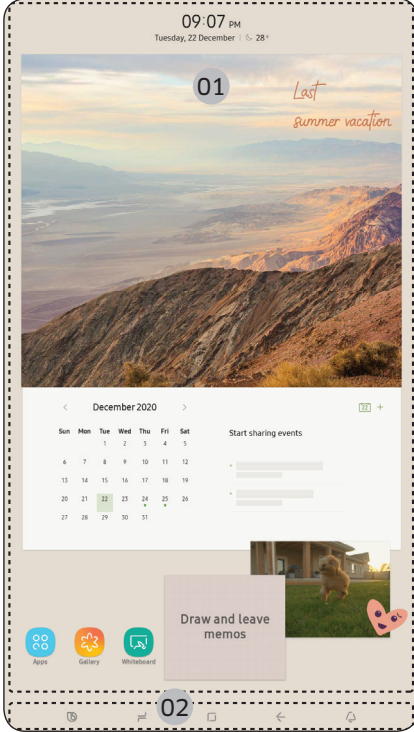 09:07 PM
Tuesday, 22 December 28°
01
Last
summer vacation
December 2020 22 +
Sun Mon Tue Wed Thu Fri Sat
1 2 3 4 5
6 7 8 9 10 11 12
13 14 15 16 17 18 19
20 21 22 23 24 25 26
27 28 29 30 31
Start sharing events
Draw and leave
memos
Apps Gallery Whiteboard
02